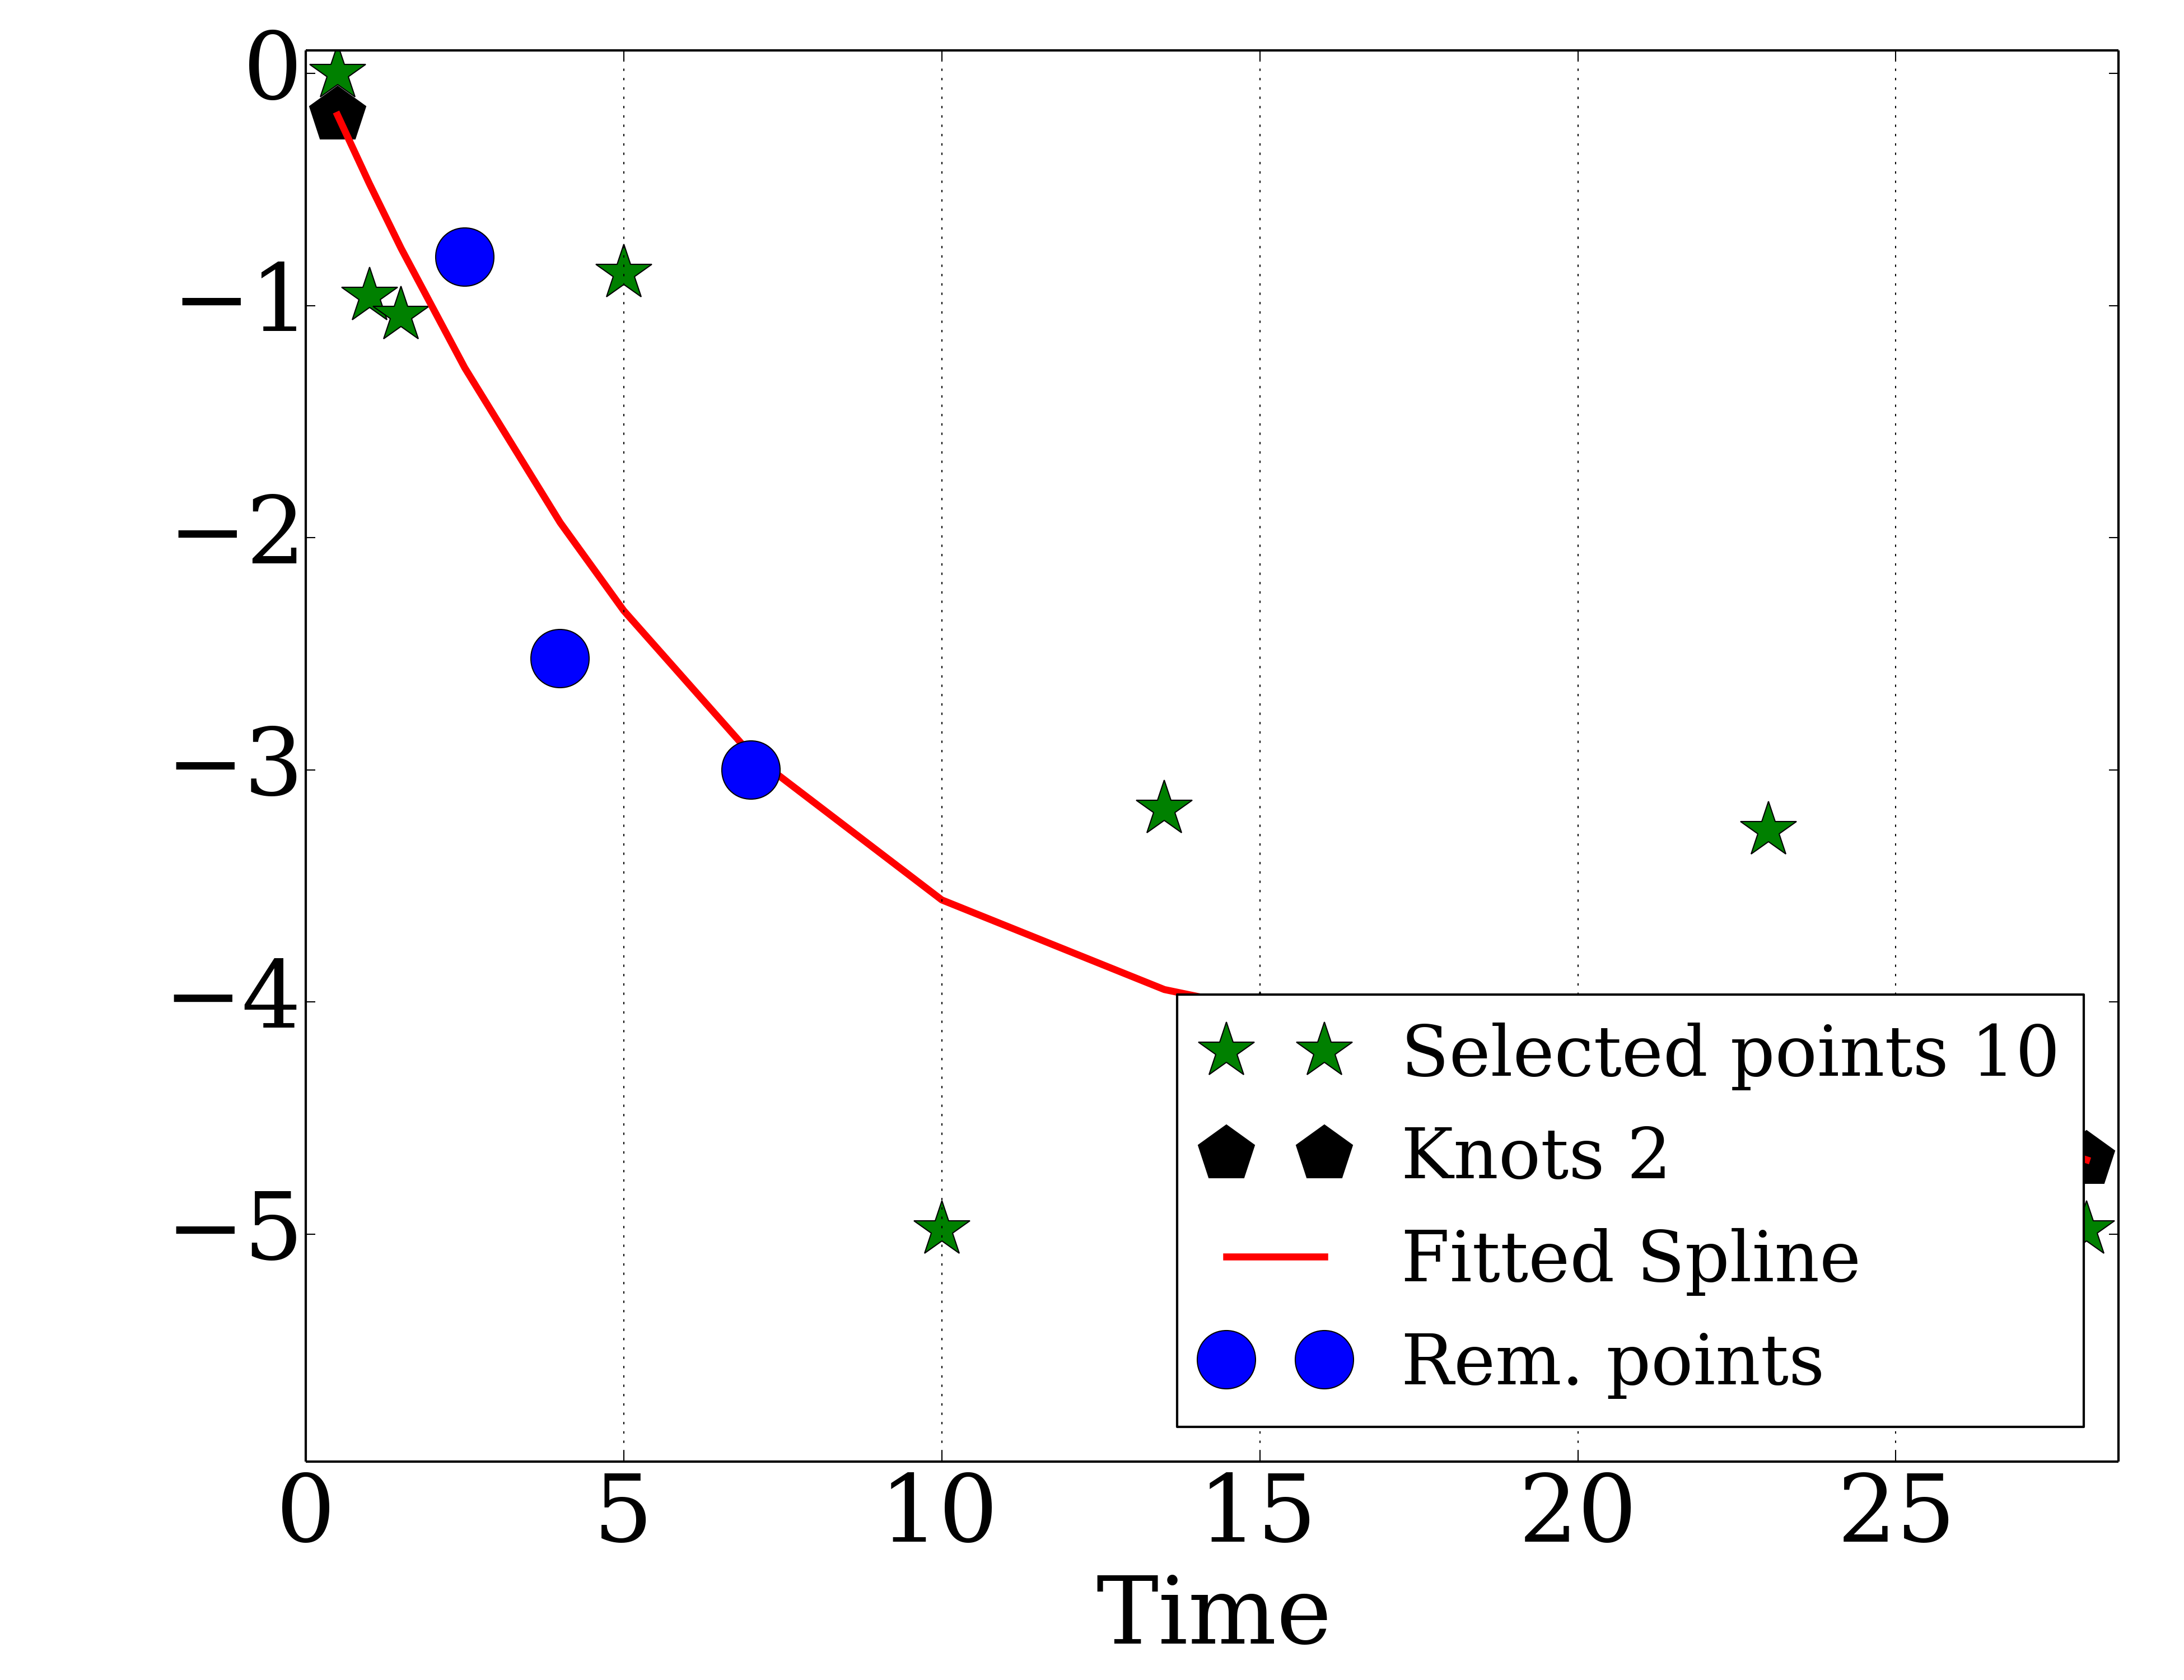 0
−1
−2
−3
−4
−5
Selected points 10
Knots 2
Fitted Spline
Rem. points
0 5 10 15 20 25
Time